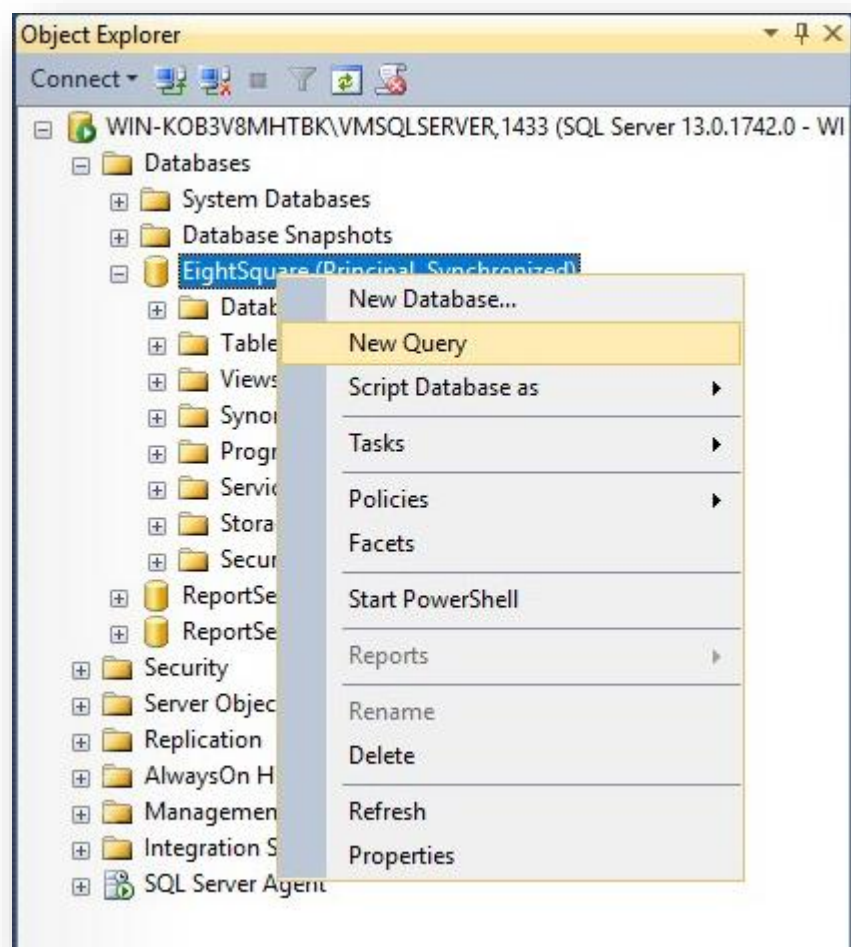 Object Explorer
Connect
WIN-KOB3V8MHTBK\VMSQLSERVER,1433 (SQL Server 13.0.1742.0 - WI
Databases
System Databases
Database Snapshots
EightSquare (Principal, Synchronized)
Datab
Table
Views
Synor
Progr
Servic
Stora
Secur
ReportSe
ReportSe
Security
Server Objec
Replication
AlwaysOn H
Managemen
Integration S
SQL Server Agent
New Database...
New Query
Script Database as
Tasks
Policies
Facets
Start PowerShell
Reports
Rename
Delete
Refresh
Properties